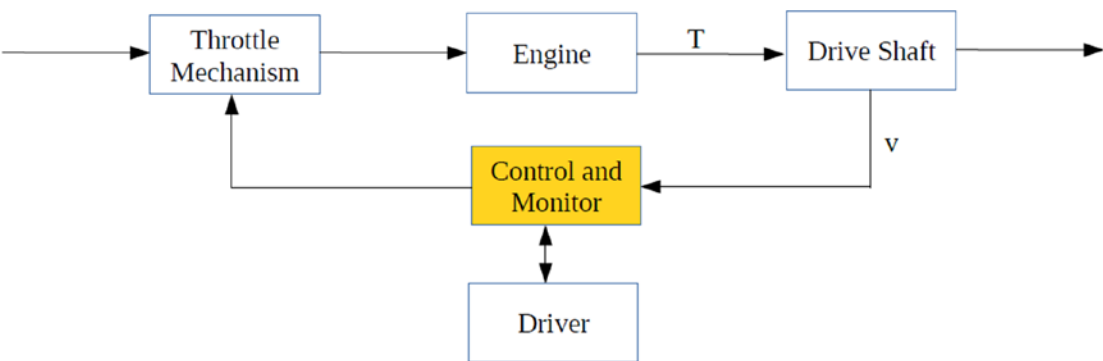 Throttle
Mechanism
Engine
T
Drive Shaft
v
Control and
Monitor
Driver